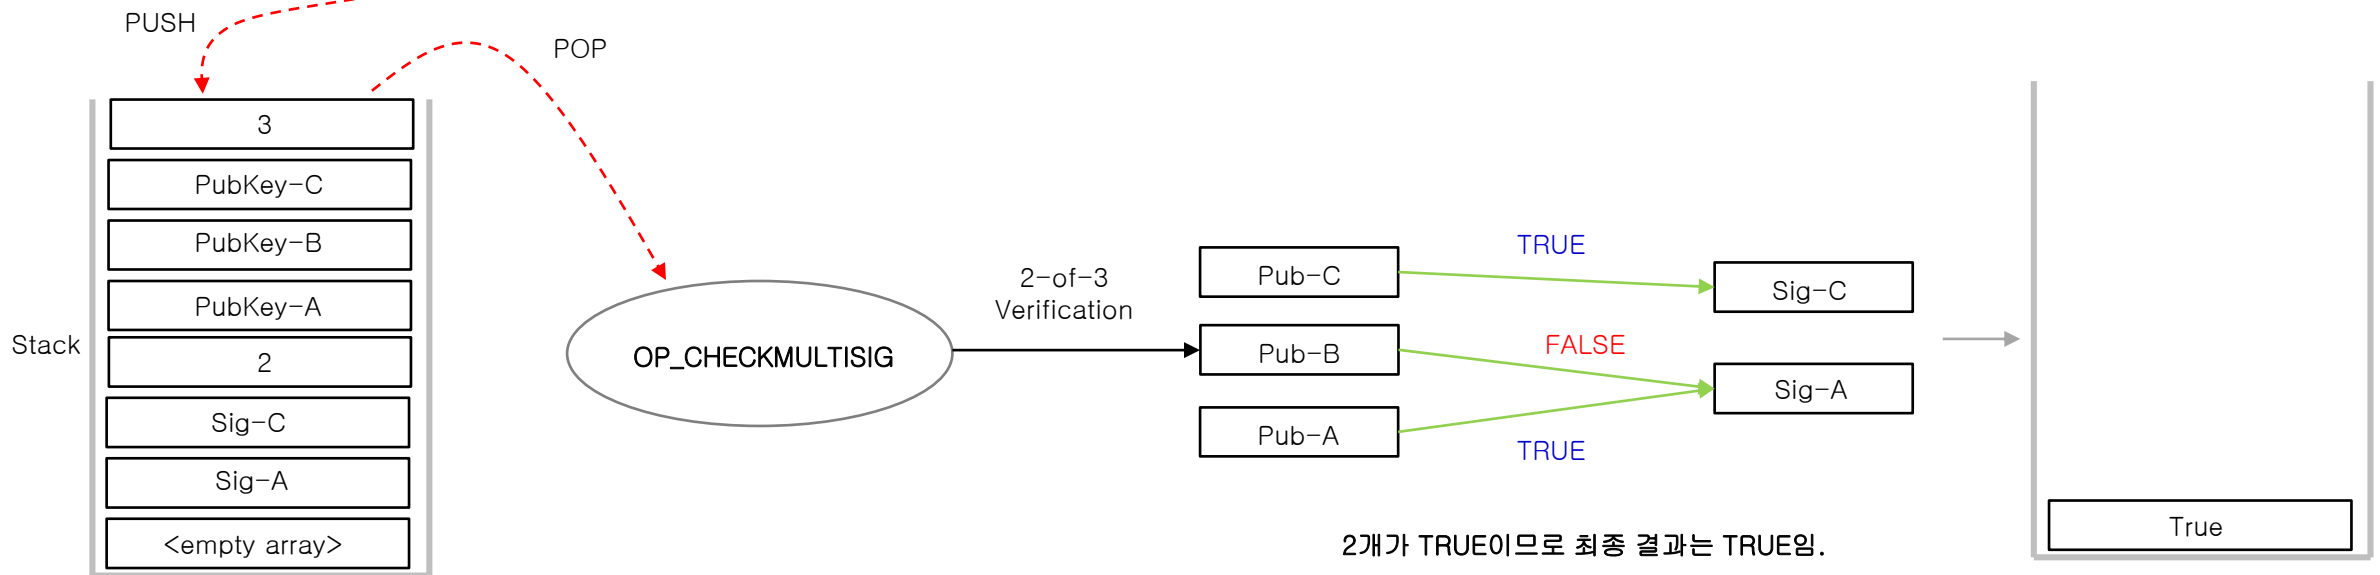 PUSH
POP
Stack
3
PubKey-C
PubKey-B
PubKey-A
2
Sig-C
Sig-A
<empty array>
OP_CHECKMULTISIG
2-of-3
Verification
Pub-C
Pub-B
Pub-A
TRUE
FALSE
TRUE
Sig-C
Sig-A
2개가 TRUE이므로 최종 결과는 TRUE임.
True